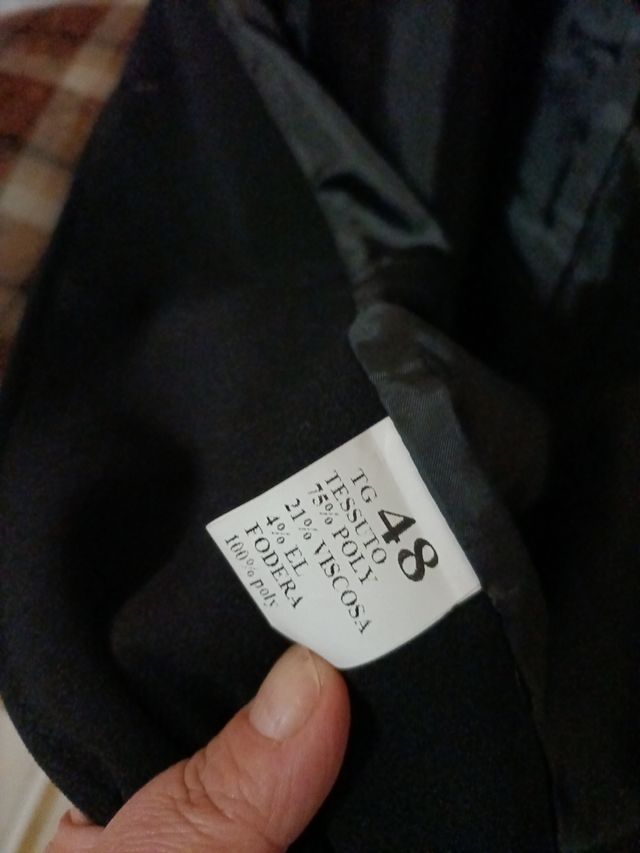 TG 48
TESSUTO
75% POLY
21% VISCOSA
4% EL
FODERA
100% poly